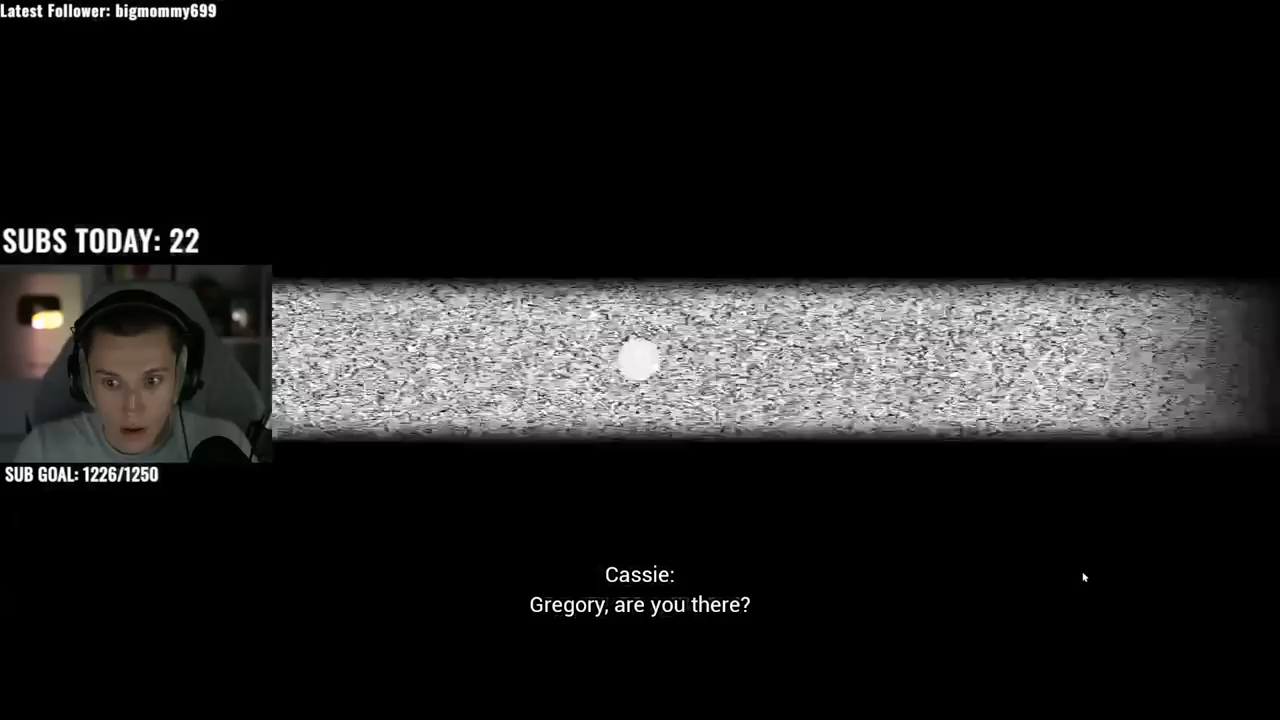 Latest Follower: bigmommy699
SUBS TODAY: 22
SUB GOAL: 1226/1250
Cassie:
Gregory, are you there?